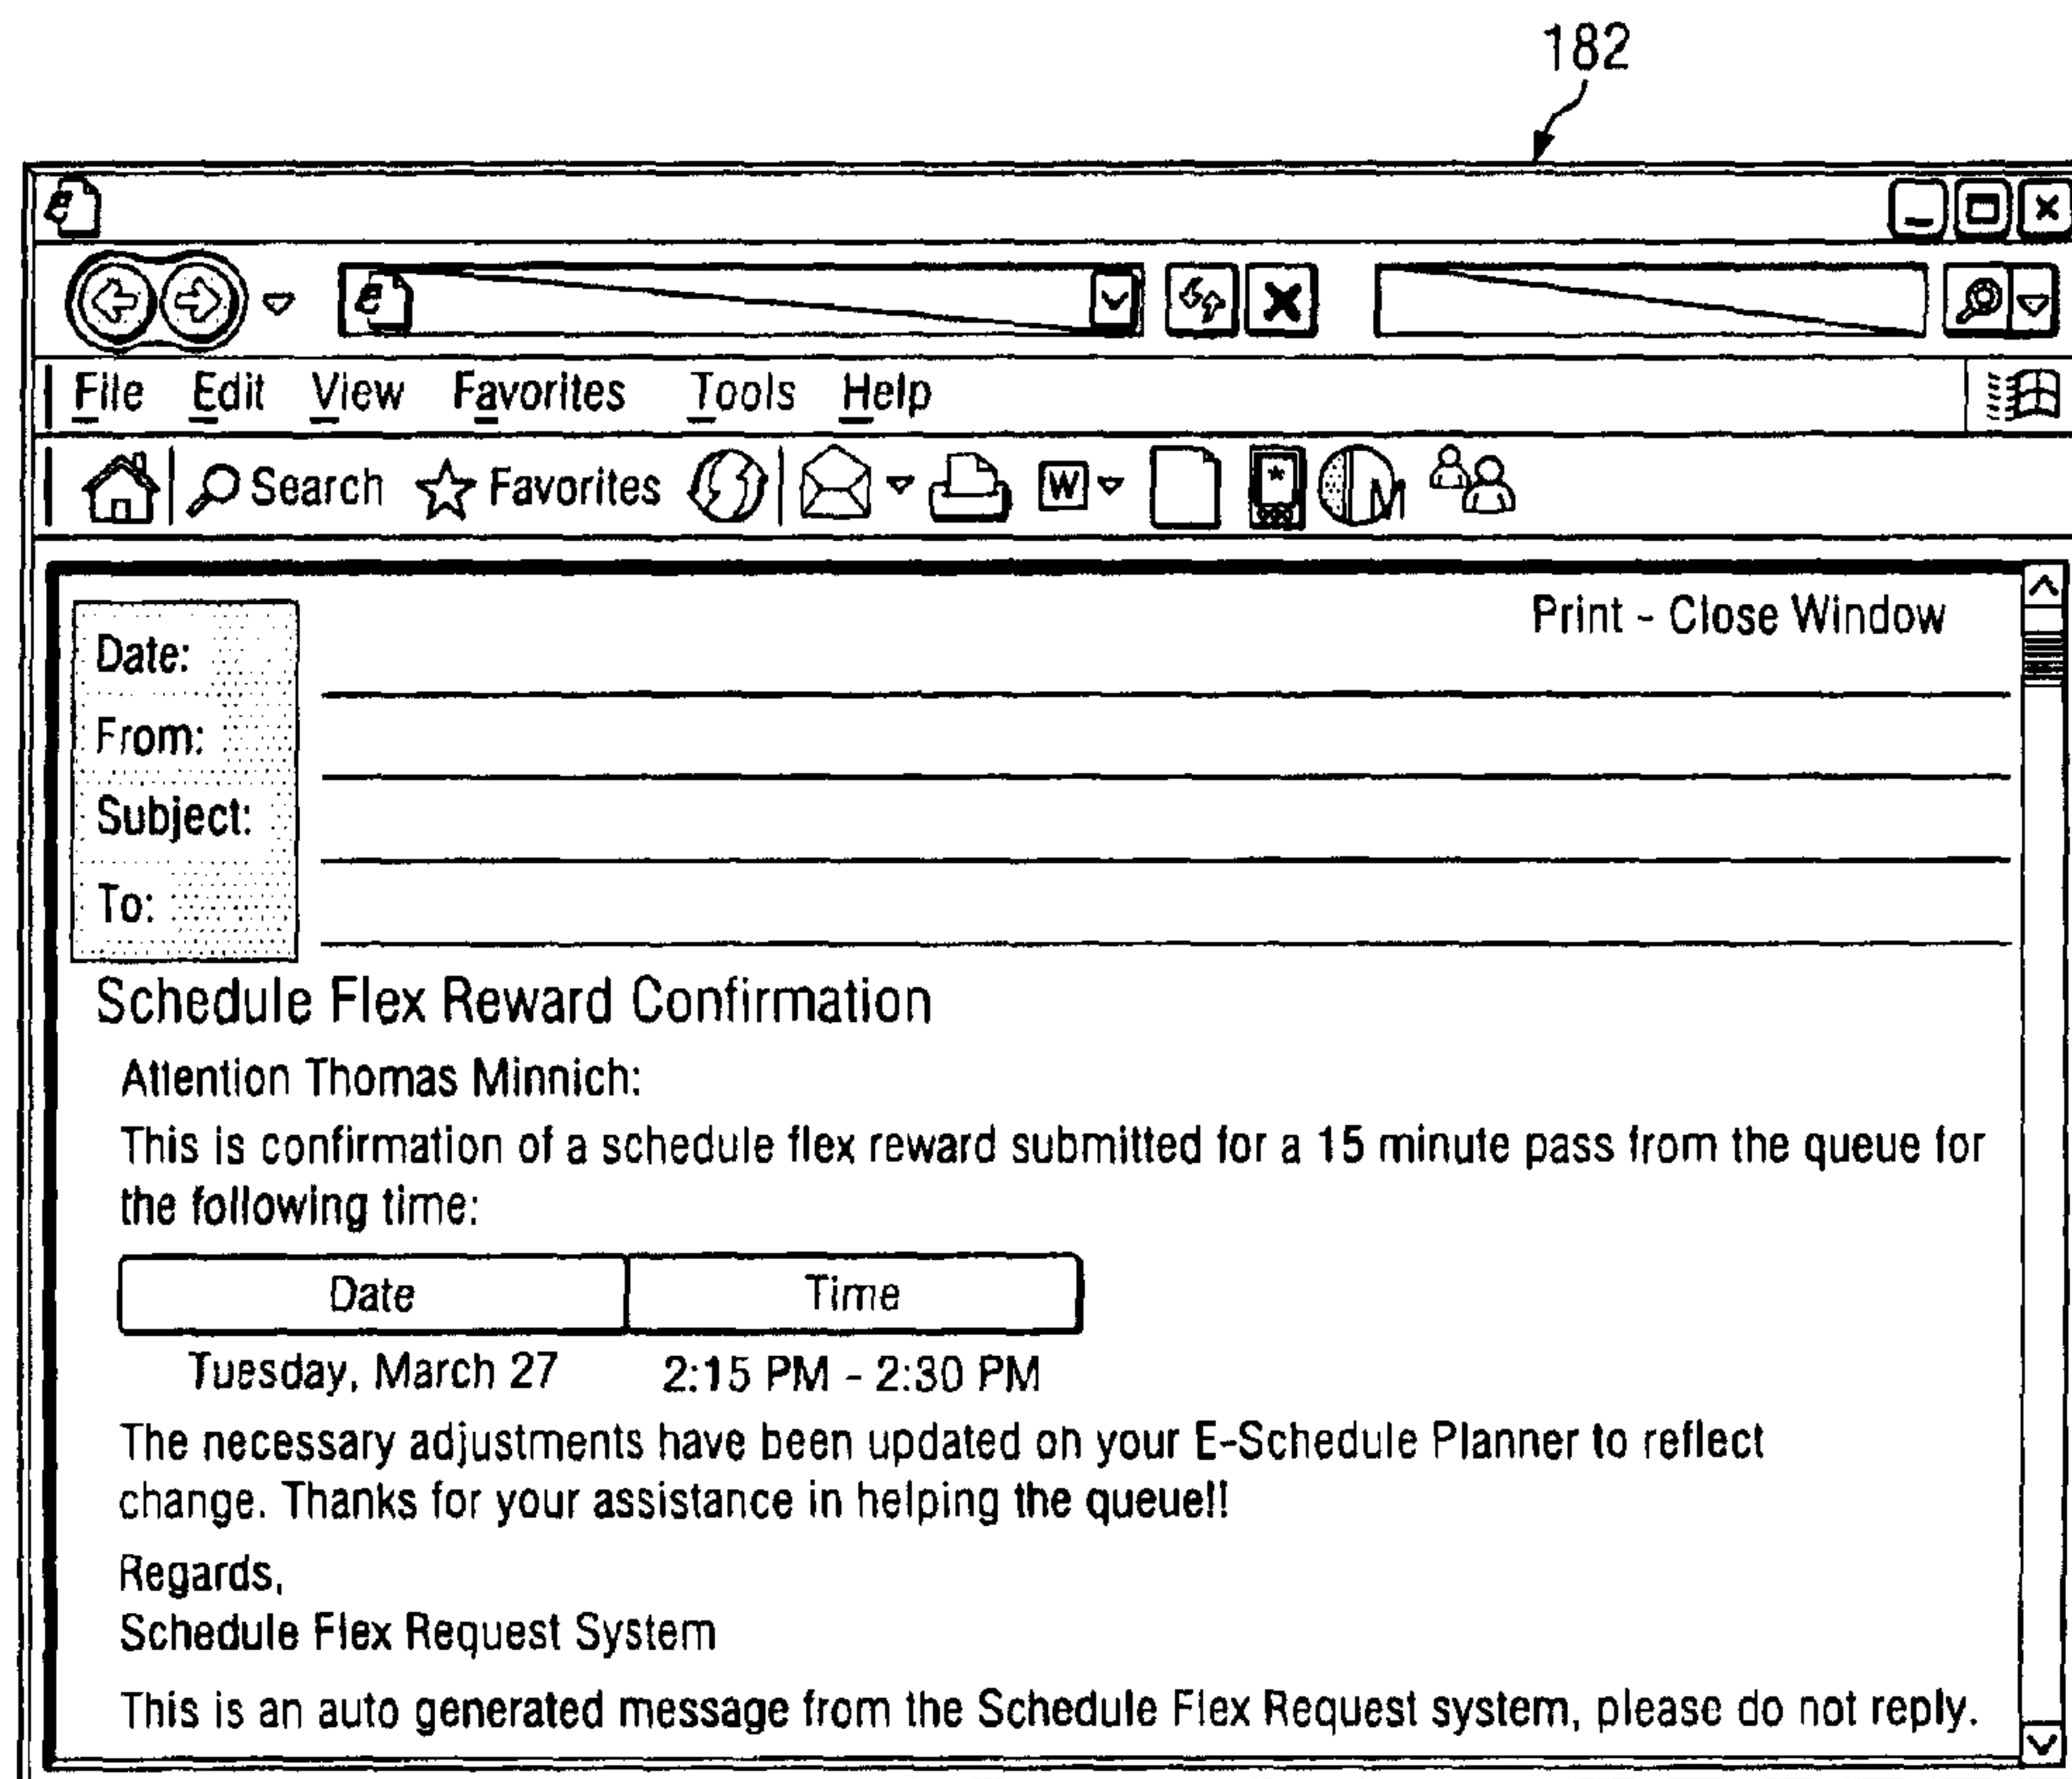 182
File Edit View Favorites Tools Help
Search Favorites W M
Print - Close Window
Date:
From:
Subject:
To:
Schedule Flex Reward Confirmation
Attention Thomas Minnich:
This is confirmation of a schedule flex reward submitted for a 15 minute pass from the queue for
the following time:
Date Time
Tuesday, March 27 2:15 PM - 2:30 PM
The necessary adjustments have been updated on your E-Schedule Planner to reflect
change. Thanks for your assistance in helping the queue!!
Regards,
Schedule Flex Request System
This is an auto generated message from the Schedule Flex Request system, please do not reply.